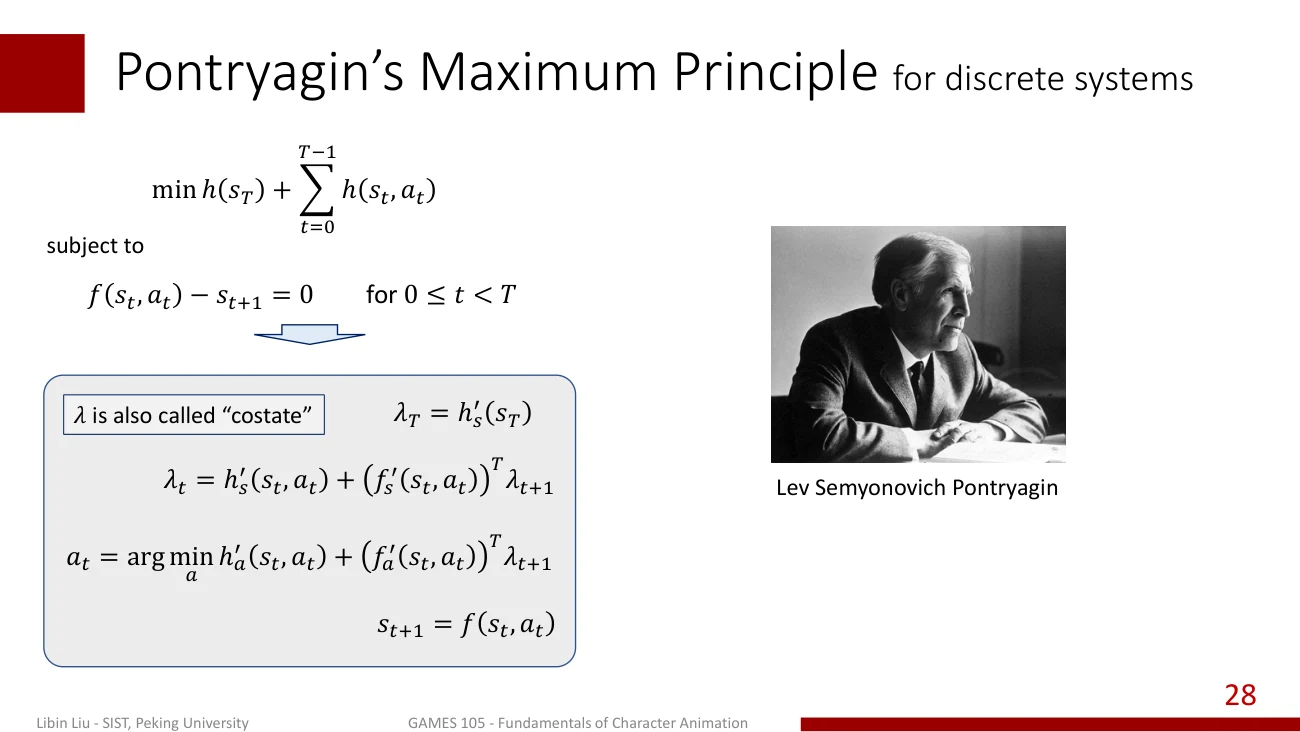 Pontryagin’s Maximum Principle for discrete systems
min h(s_T) + ∑_{t=0}^{T−1} h(s_t, a_t)
subject to
f(s_t, a_t) − s_{t+1} = 0 for 0 ≤ t < T
λ is also called “costate”
λ_T = h′_s(s_T)
λ_t = h′_s(s_t, a_t) + (f′_s(s_t, a_t))^T λ_{t+1}
a_t = arg min_a h′_a(s_t, a_t) + (f′_a(s_t, a_t))^T λ_{t+1}
s_{t+1} = f(s_t, a_t)
Lev Semyonovich Pontryagin
28
Libin Liu - SIST, Peking University
GAMES 105 - Fundamentals of Character Animation